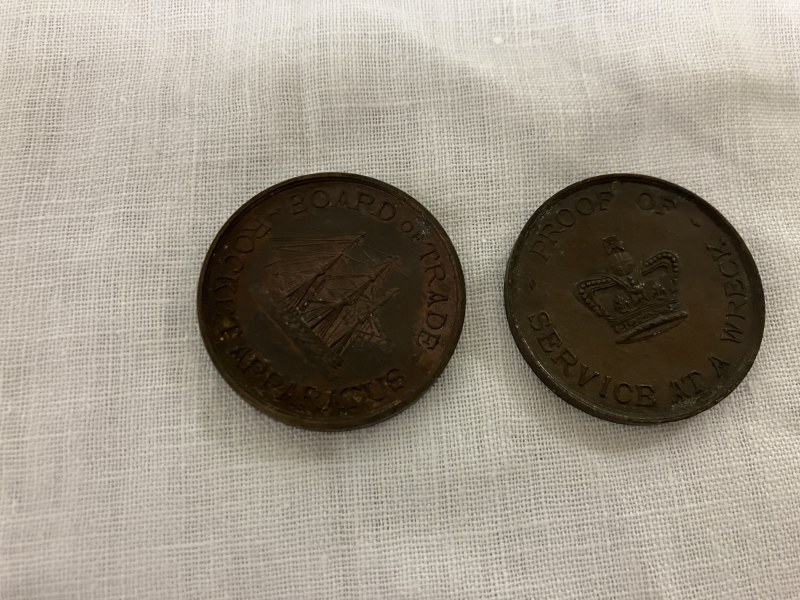 BOARD OF TRADE
ROCKET APPARATUS
PROOF OF
SERVICE AT A WRECK